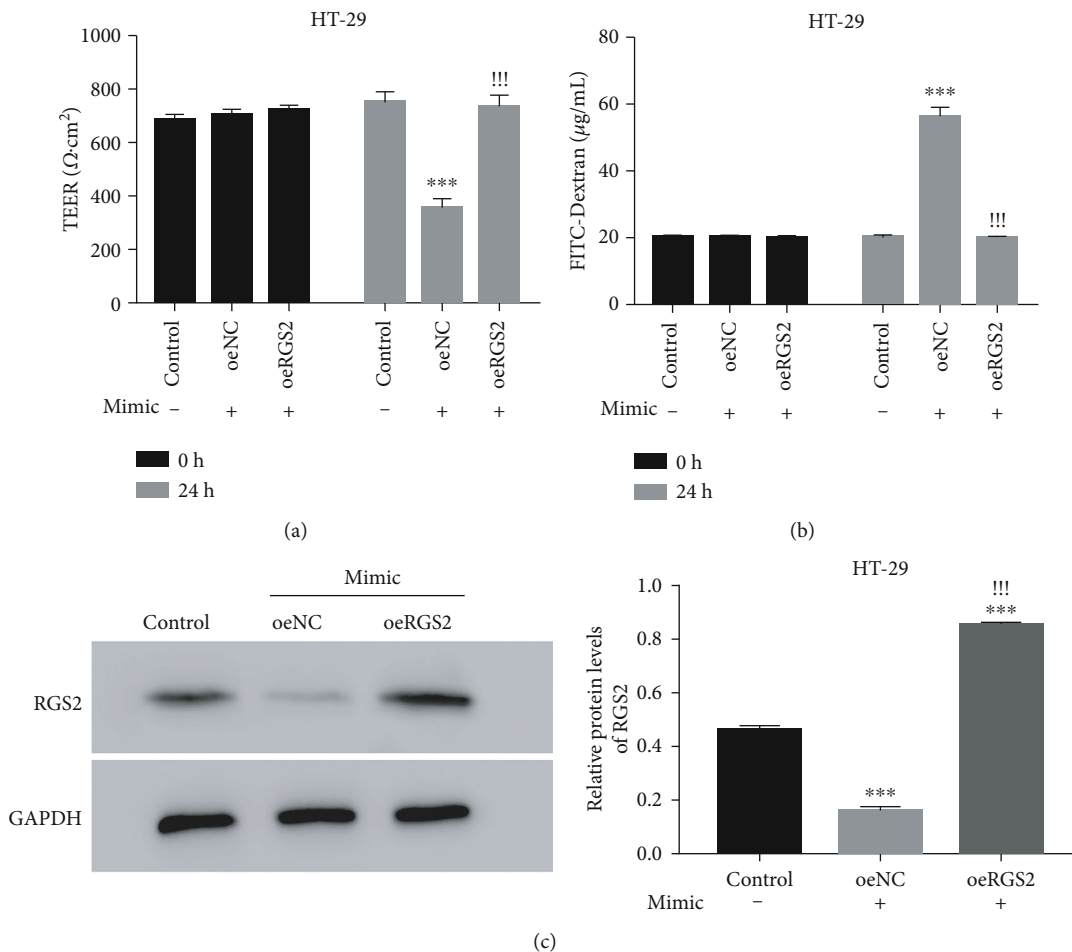 HT-29
TEER (Ω·cm²)
1000
800
600
400
200
0
***
!!!
Control
oeNC
oeRGS2
Control
oeNC
oeRGS2
Mimic – + + – + +
0 h
24 h
(a)
HT-29
FITC-Dextran (μg/mL)
80
60
40
20
0
***
!!!
Control
oeNC
oeRGS2
Control
oeNC
oeRGS2
Mimic – + + – + +
0 h
24 h
(b)
Mimic
Control oeNC oeRGS2
RGS2
GAPDH
HT-29
Relative protein levels
of RGS2
1.0
0.8
0.6
0.4
0.2
0.0
***
!!!
***
Control oeNC oeRGS2
Mimic – + +
(c)